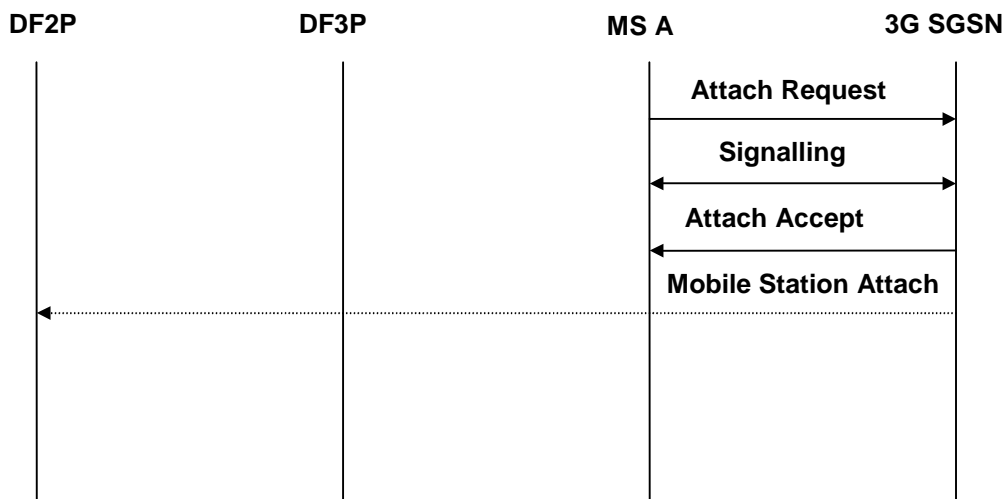 DF2P DF3P MS A 3G SGSN
Attach Request
Signalling
Attach Accept
Mobile Station Attach